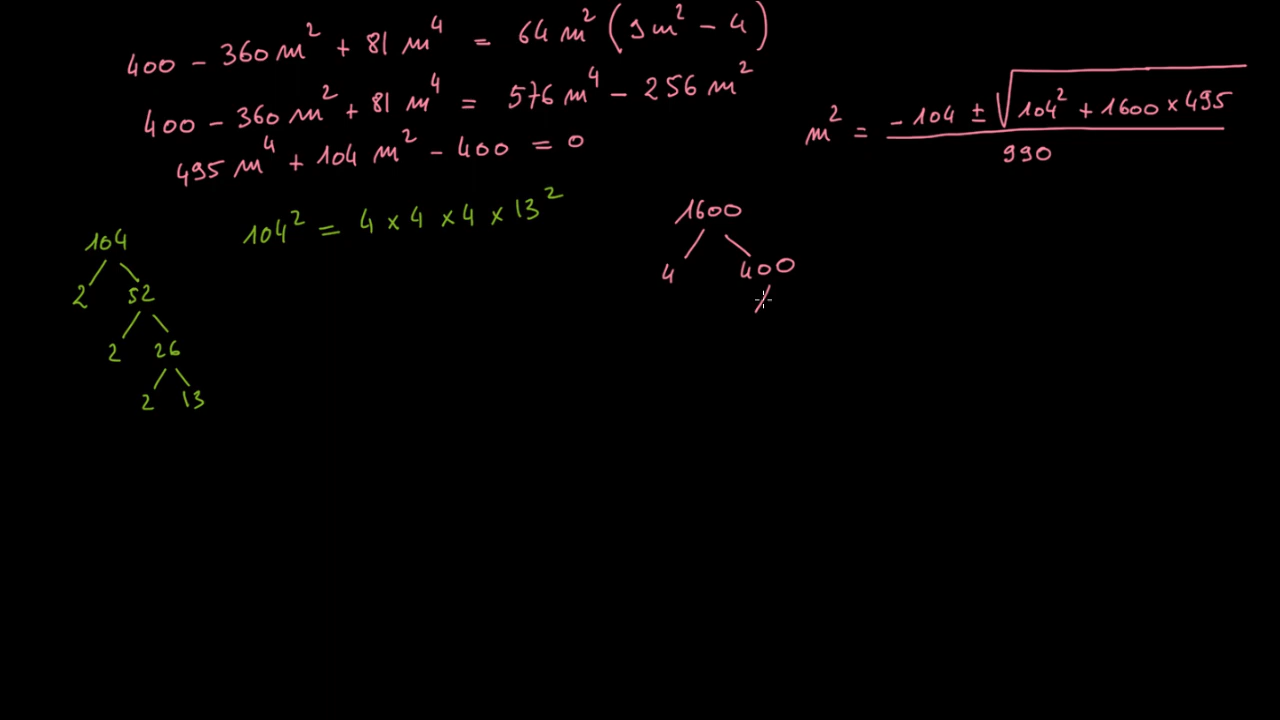 400 - 360 m² + 81 m⁴ = 64 m² (9 m² - 4)
400 - 360 m² + 81 m⁴ = 576 m⁴ - 256 m²
495 m⁴ + 104 m² - 400 = 0
m² = (-104 ± √(104² + 1600 × 495)) / 990
104² = 4 × 4 × 4 × 13²
104
2 52
2 26
2 13
1600
4 400